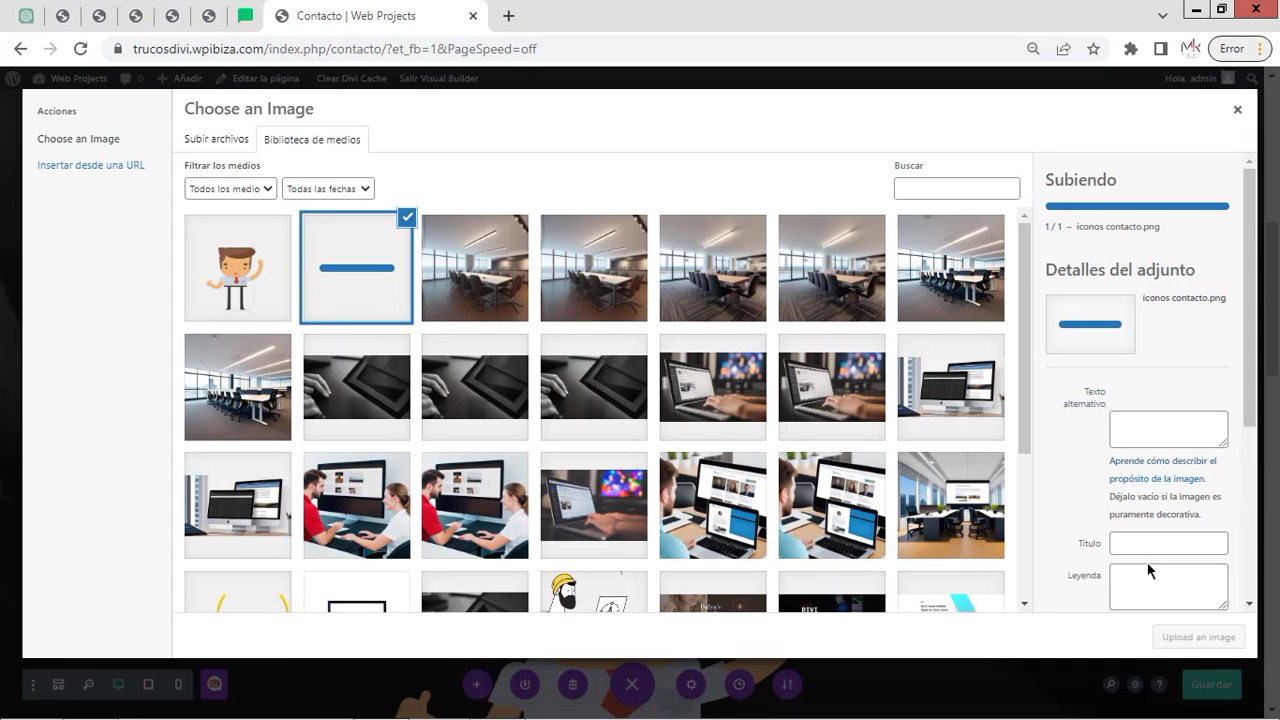 Contacto | Web Projects
trucosdivi.wpibiza.com/index.php/contacto/?et_fb=1&PageSpeed=off
Error
Web Projects
0
Añadir
Editar la página
Clear Divi Cache
Salir Visual Builder
Hola, admin
Acciones
Choose an Image
Insertar desde una URL
Choose an Image
Subir archivos
Biblioteca de medios
Filtrar los medios
Todos los medio
Todas las fechas
Buscar
Subiendo
1 / 1 – iconos contacto.png
Detalles del adjunto
iconos contacto.png
Texto
alternativo
Aprende cómo describir el
propósito de la imagen.
Déjalo vacío si la imagen es
puramente decorativa.
Título
Leyenda
Upload an image
Guardar